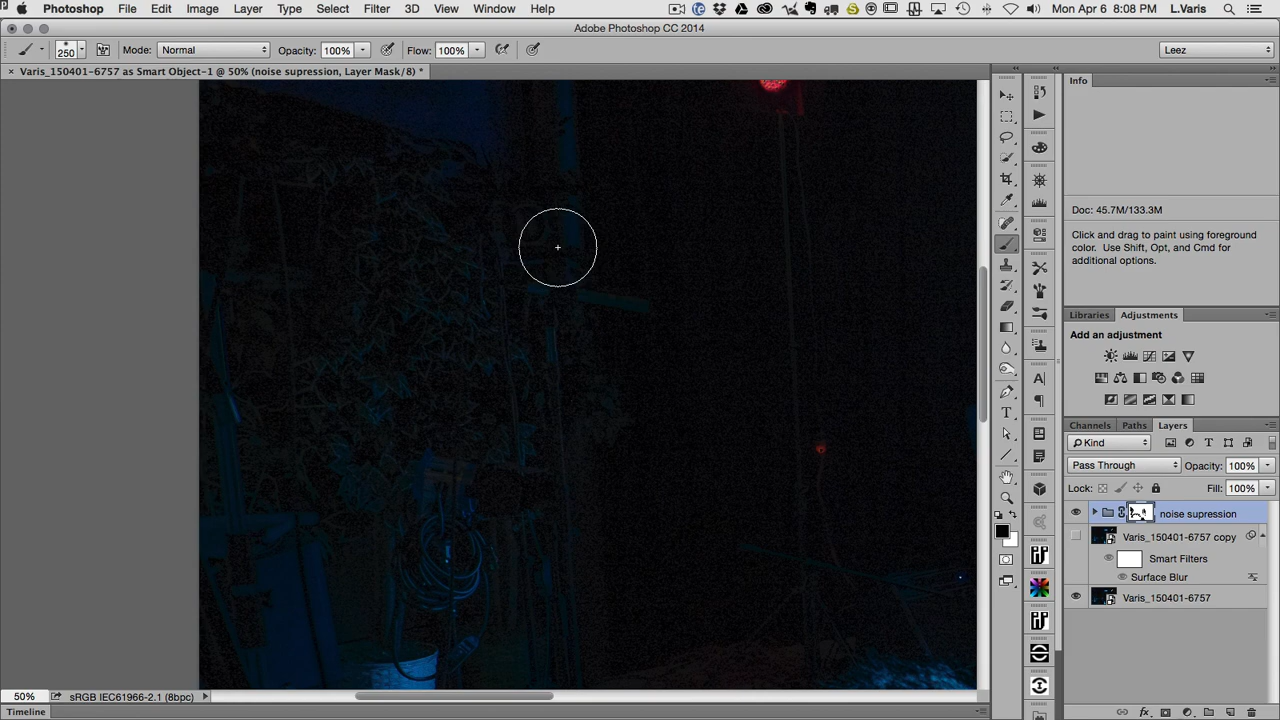 Photoshop File Edit Image Layer Type Select Filter 3D View Window Help Mon Apr 6 8:08 PM L.Varis
Adobe Photoshop CC 2014
250 Mode: Normal Opacity: 100% Flow: 100% Leez
× Varis_150401-6757 as Smart Object-1 @ 50% (noise supression, Layer Mask/8) *
Info
Doc: 45.7M/133.3M
Click and drag to paint using foreground
color. Use Shift, Opt, and Cmd for
additional options.
Libraries Adjustments
Add an adjustment
Channels Paths Layers
Kind
Pass Through Opacity: 100%
Lock: Fill: 100%
noise supression
Varis_150401-6757 copy
Smart Filters
Surface Blur
Varis_150401-6757
50% sRGB IEC61966-2.1 (8bpc)
Timeline